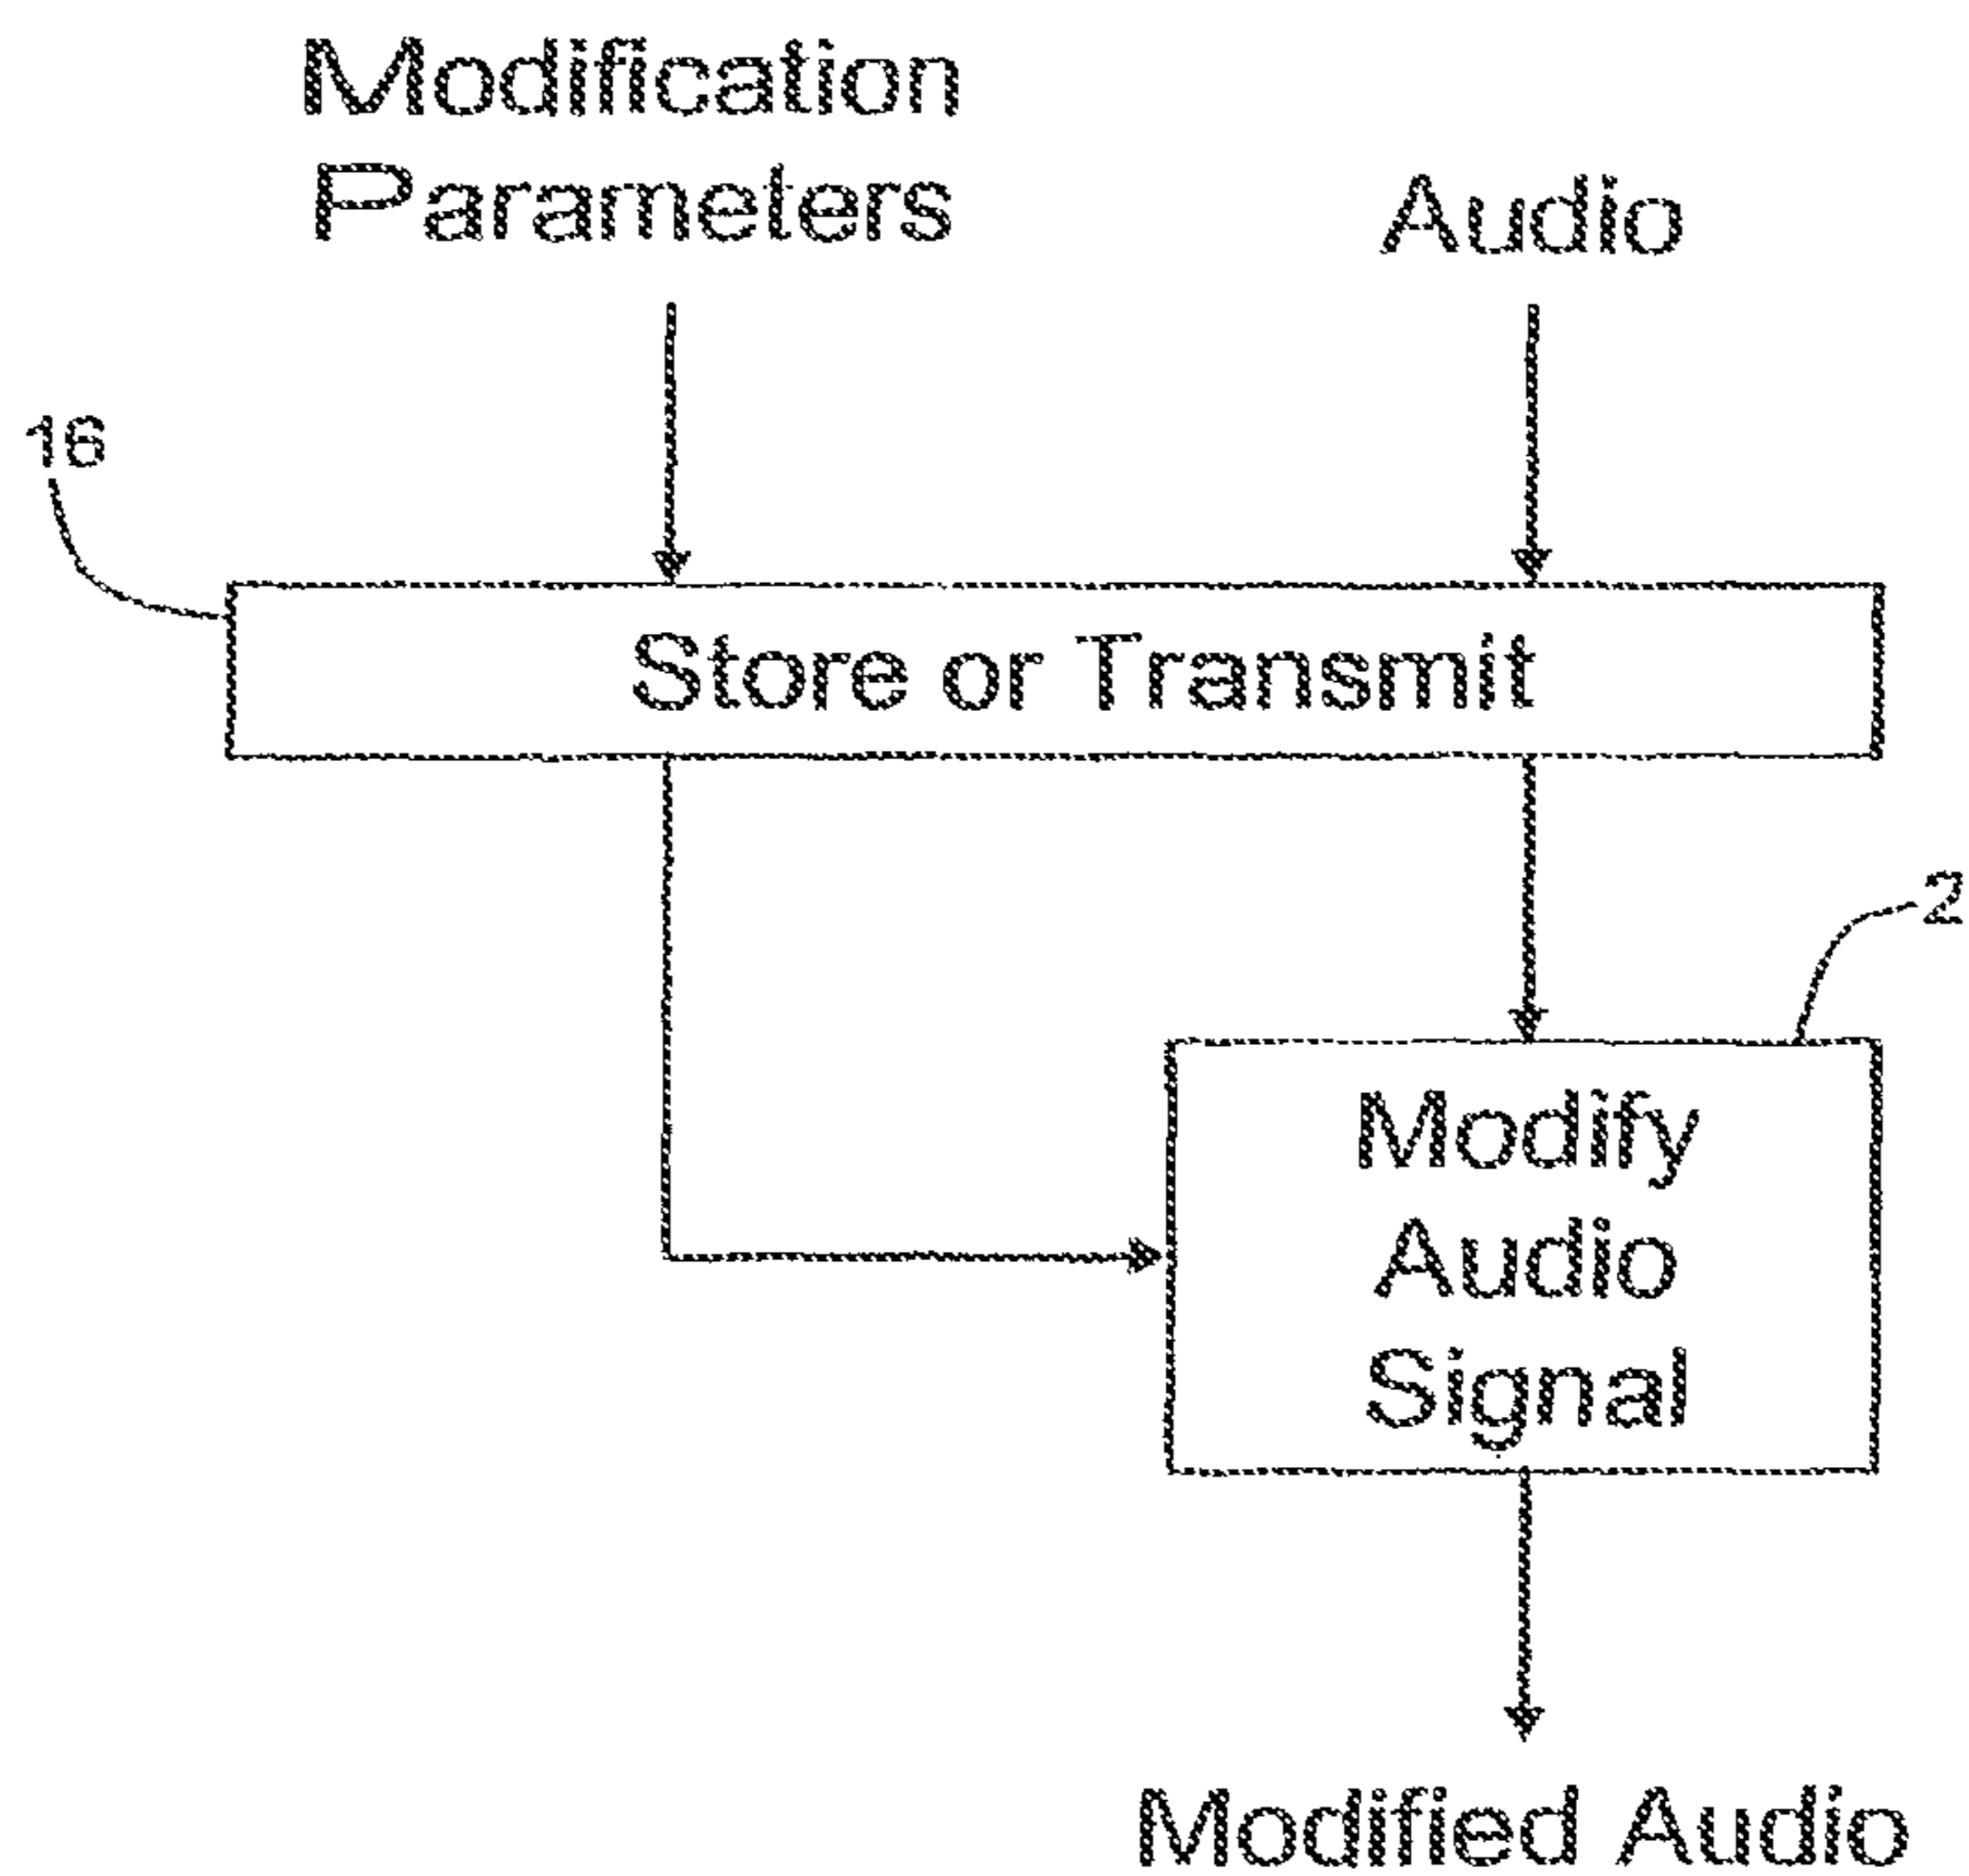 Modification
Parameters
Audio
16
Store or Transmit
2
Modify
Audio
Signal
Modified Audio